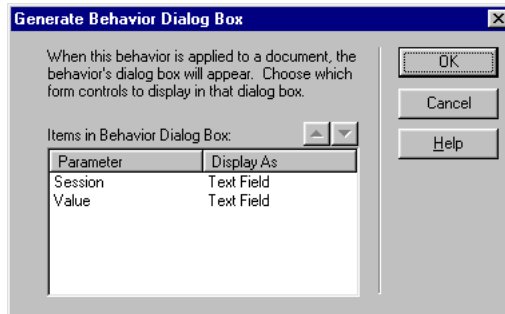 Generate Behavior Dialog Box
When this behavior is applied to a document, the
behavior's dialog box will appear. Choose which
form controls to display in that dialog box.
OK
Cancel
Help
Items in Behavior Dialog Box:
Parameter Display As
Session Text Field
Value Text Field